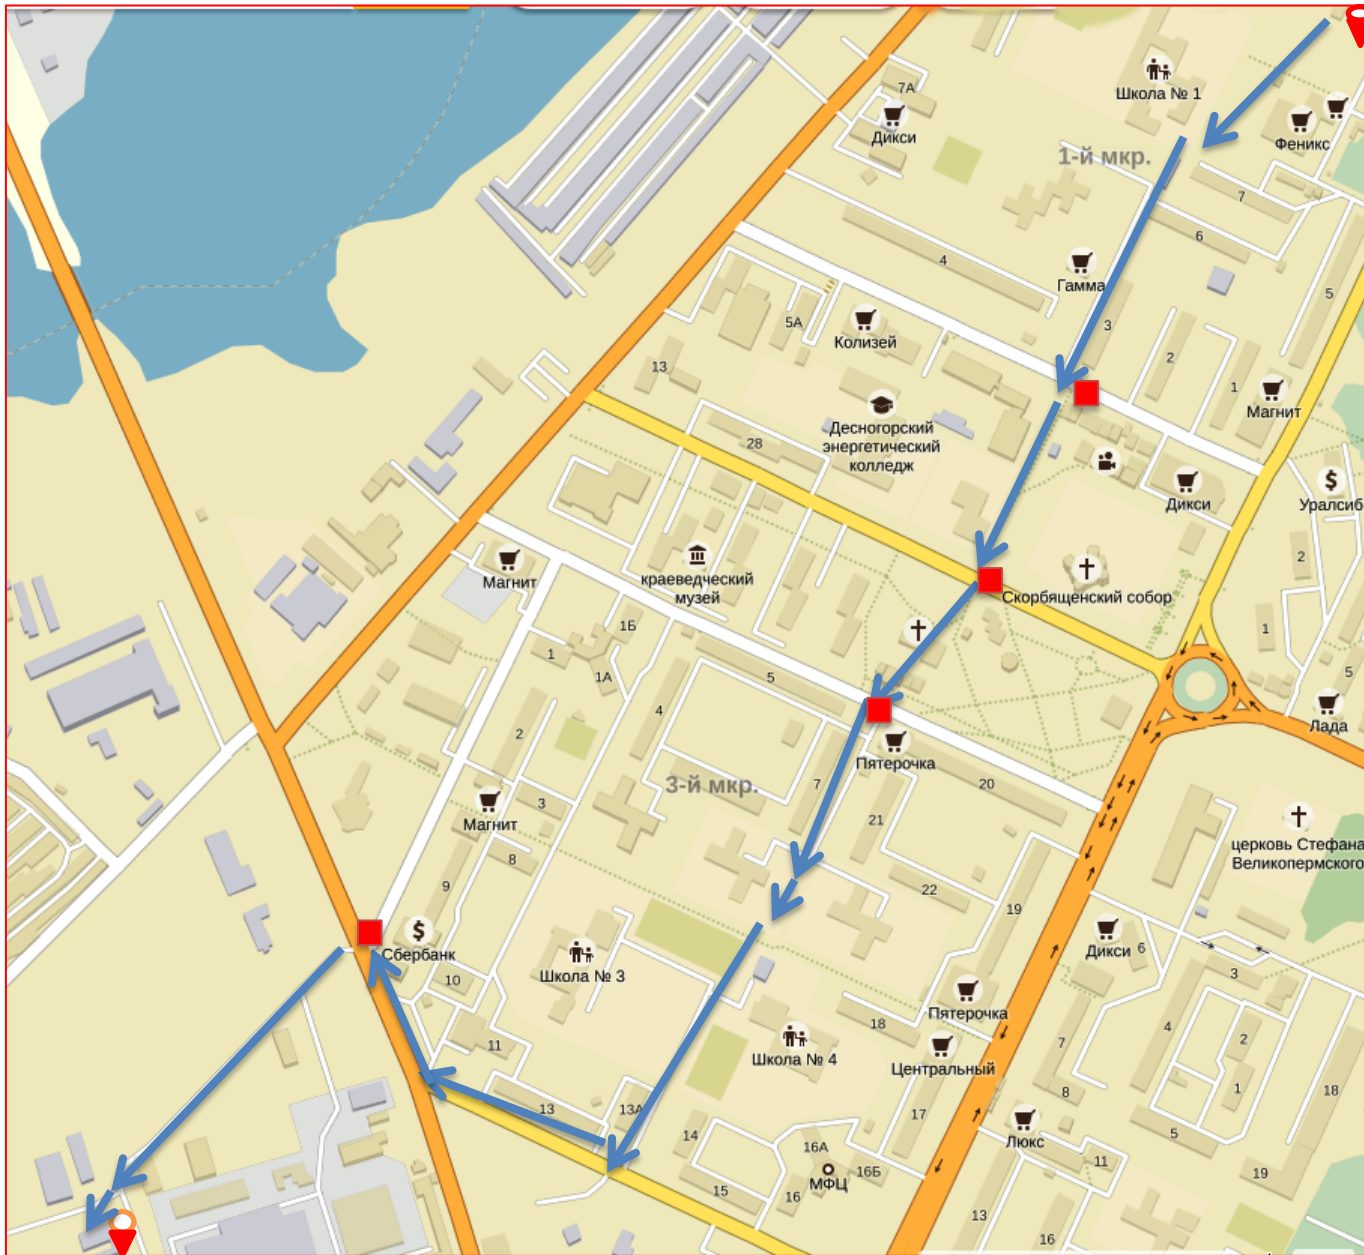 Школа № 1
7А
Дикси
Феникс
1-й мкр.
7
6
4
Гамма
5
5А
3
Колизей
13
2
1
Магнит
Десногорский
энергетический
колледж
28
Дикси
Уралсиб
2
Магнит
краеведческий
музей
Скорбященский собор
1Б
1
1
1А
5
5
4
Лада
2
Пятерочка
3-й мкр.
7
20
Магнит
3
21
церковь Стефана
Великопермского
8
9
22
19
Сбербанк
Дикси
6
Школа № 3
10
3
Пятерочка
18
4
11
Школа № 4
2
7
Центральный
1
8
18
13
13А
17
14
5
Люкс
16А
11
МФЦ
16Б
15
16
19
13
16